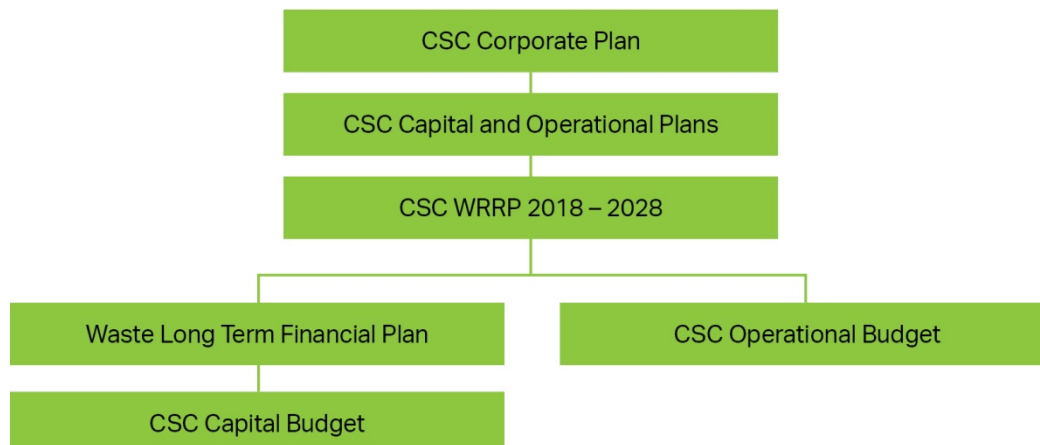 CSC Corporate Plan
CSC Capital and Operational Plans
CSC WRRP 2018 – 2028
Waste Long Term Financial Plan
CSC Operational Budget
CSC Capital Budget